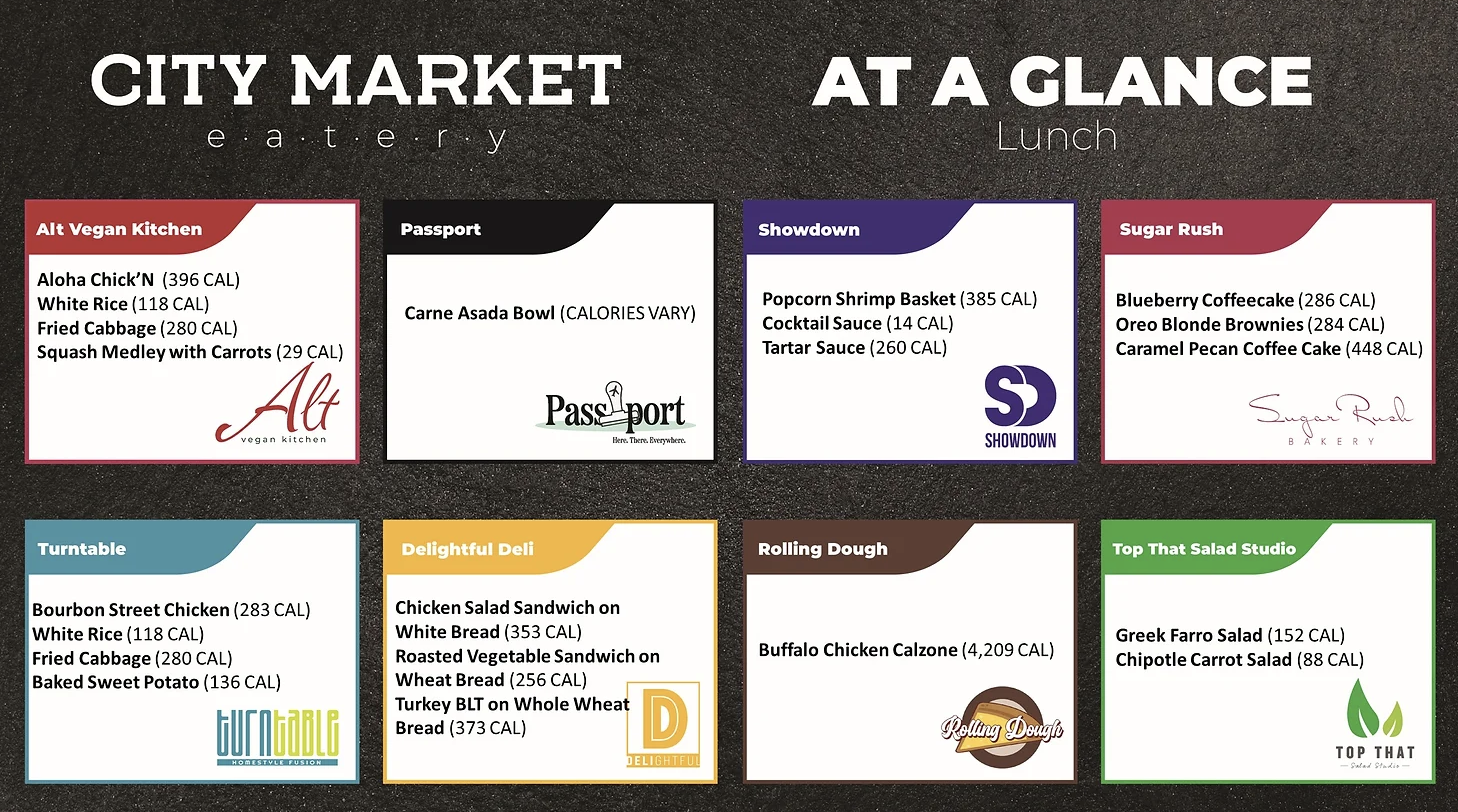 CITY MARKET
e·a·t·e·r·y
AT A GLANCE
Lunch
Alt Vegan Kitchen
Aloha Chick’N (396 CAL)
White Rice (118 CAL)
Fried Cabbage (280 CAL)
Squash Medley with Carrots (29 CAL)
Alt
vegan kitchen
Passport
Carne Asada Bowl (CALORIES VARY)
Passport
Here. There. Everywhere.
Showdown
Popcorn Shrimp Basket (385 CAL)
Cocktail Sauce (14 CAL)
Tartar Sauce (260 CAL)
SD
SHOWDOWN
Sugar Rush
Blueberry Coffeecake (286 CAL)
Oreo Blonde Brownies (284 CAL)
Caramel Pecan Coffee Cake (448 CAL)
Sugar Rush
BAKERY
Turntable
Bourbon Street Chicken (283 CAL)
White Rice (118 CAL)
Fried Cabbage (280 CAL)
Baked Sweet Potato (136 CAL)
turntable
HOMESTYLE FUSION
Delightful Deli
Chicken Salad Sandwich on
White Bread (353 CAL)
Roasted Vegetable Sandwich on
Wheat Bread (256 CAL)
Turkey BLT on Whole Wheat
Bread (373 CAL)
D
DELIGHTFUL
Rolling Dough
Buffalo Chicken Calzone (4,209 CAL)
Rolling Dough
Top That Salad Studio
Greek Farro Salad (152 CAL)
Chipotle Carrot Salad (88 CAL)
TOP THAT
Salad Studio